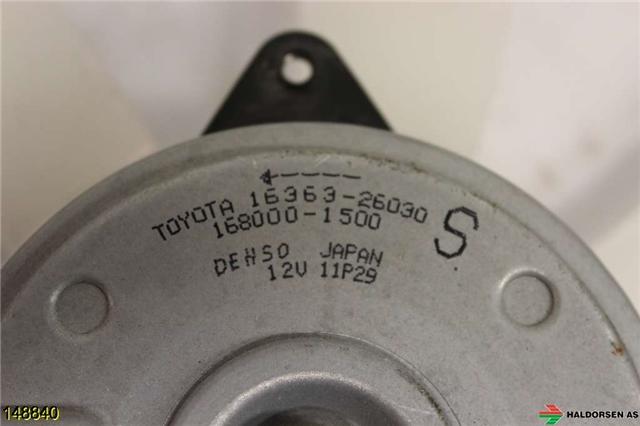 TOYOTA 16363-26030
168000-1500
S
DENSO JAPAN
12V 11P29
148840
HALDORSEN AS